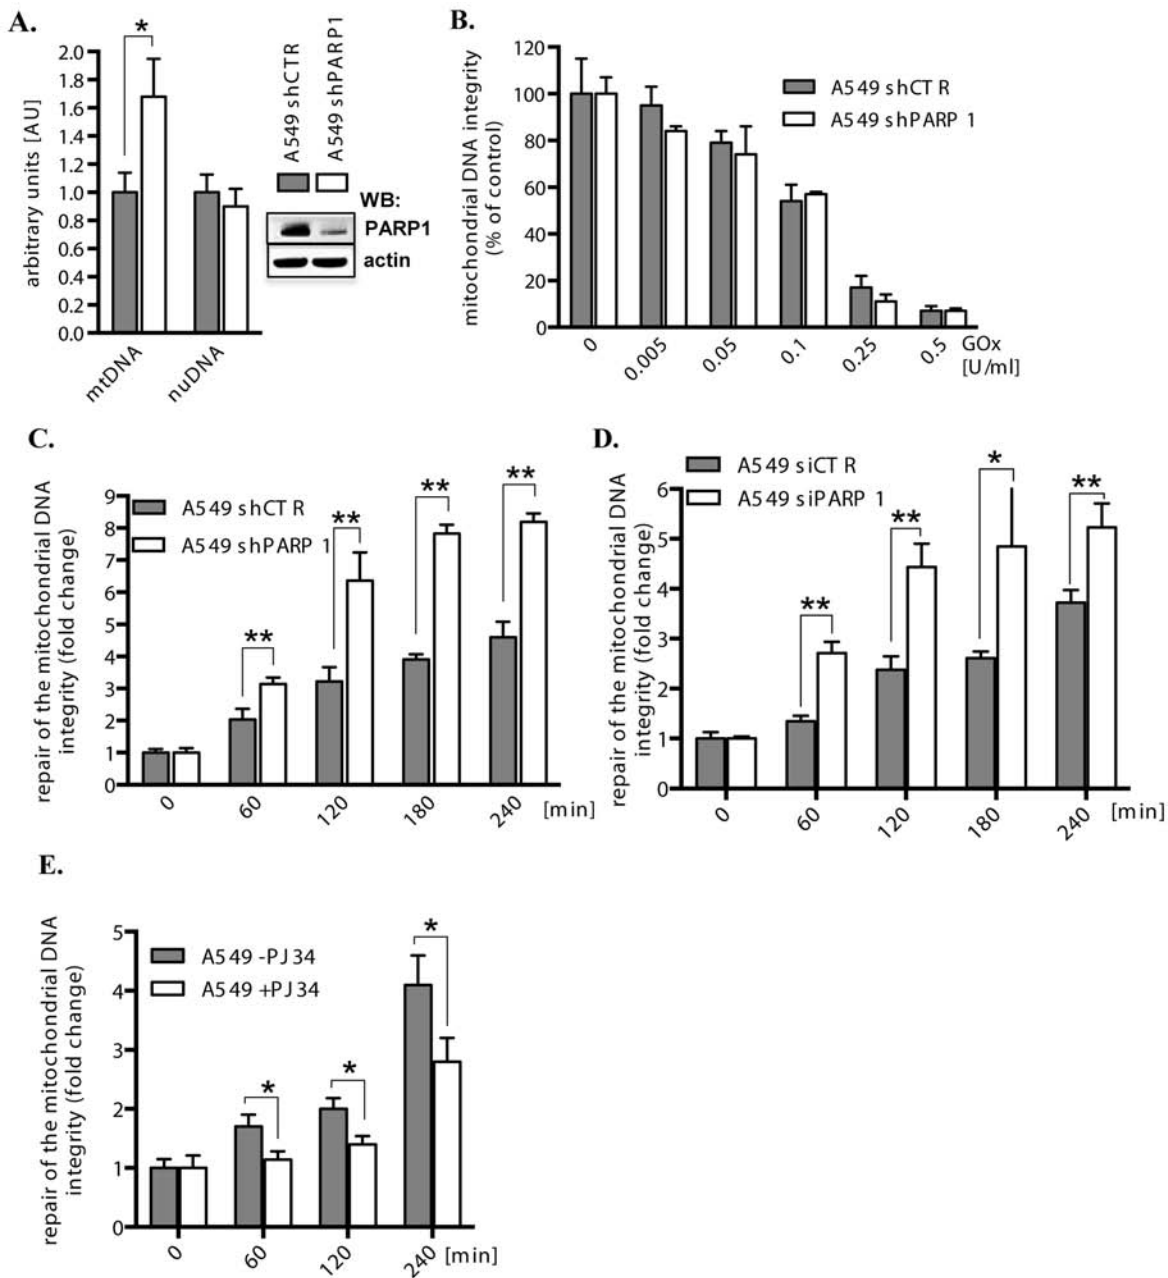 A.
*
2.0
1.8
1.6
1.4
1.2
1.0
0.8
0.6
0.4
0.2
0.0
arbitrary units [AU]
mtDNA
nuDNA
A549 shCTR
A549 shPARP1
WB:
PARP1
actin
B.
120
100
80
60
40
20
0
mitochondrial DNA integrity
(% of control)
A549 shCTR
A549 shPARP 1
0
0.005
0.05
0.1
0.25
0.5
GOx
[U/ml]
C.
9
8
7
6
5
4
3
2
1
0
repair of the mitochondrial DNA
integrity (fold change)
A549 shCTR
A549 shPARP 1
**
**
**
**
0
60
120
180
240
[min]
D.
6
5
4
3
2
1
0
repair of the mitochondrial DNA
integrity (fold change)
A549 siCTR
A549 siPARP 1
**
**
*
**
0
60
120
180
240
[min]
E.
5
4
3
2
1
0
repair of the mitochondrial DNA
integrity (fold change)
A549 -PJ34
A549 +PJ34
*
*
*
0
60
120
240
[min]